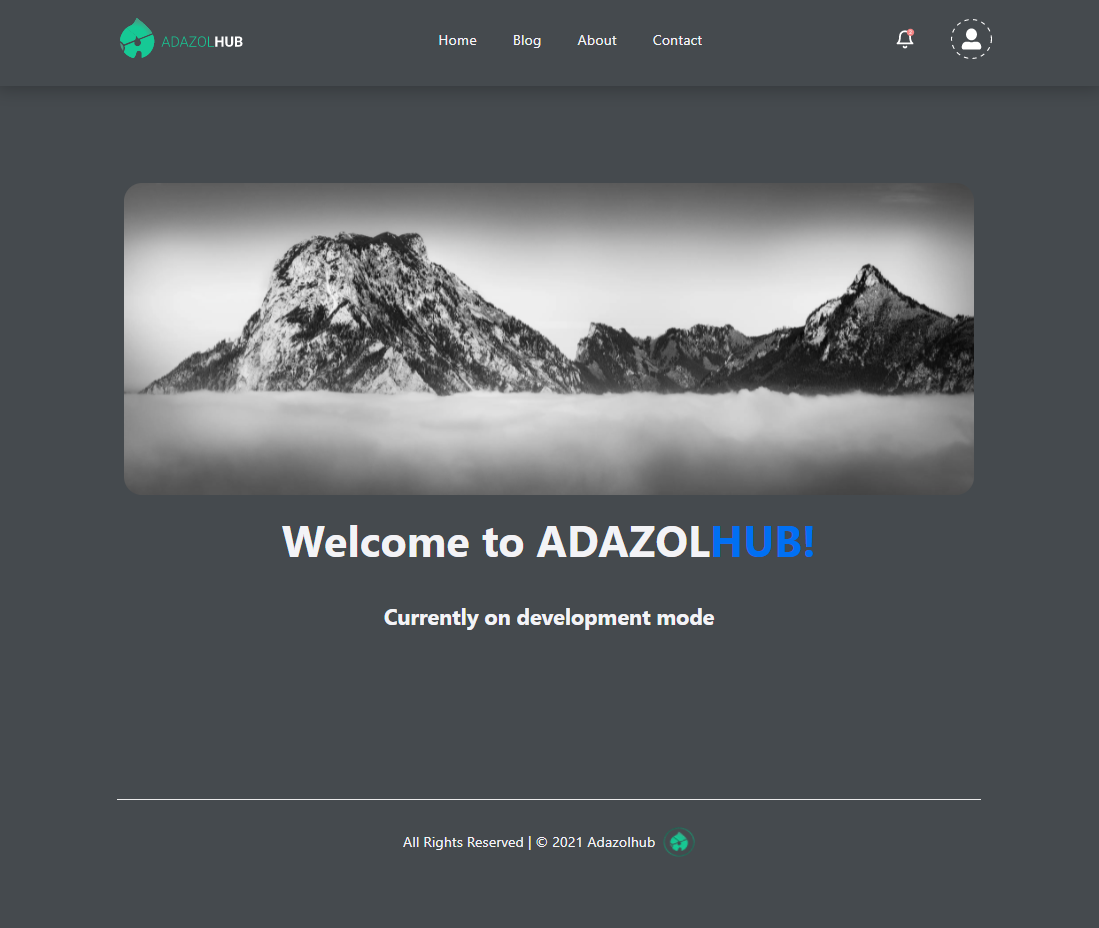 ADAZOLHUB
Home Blog About Contact
Welcome to ADAZOLHUB!
Currently on development mode
All Rights Reserved | © 2021 Adazolhub